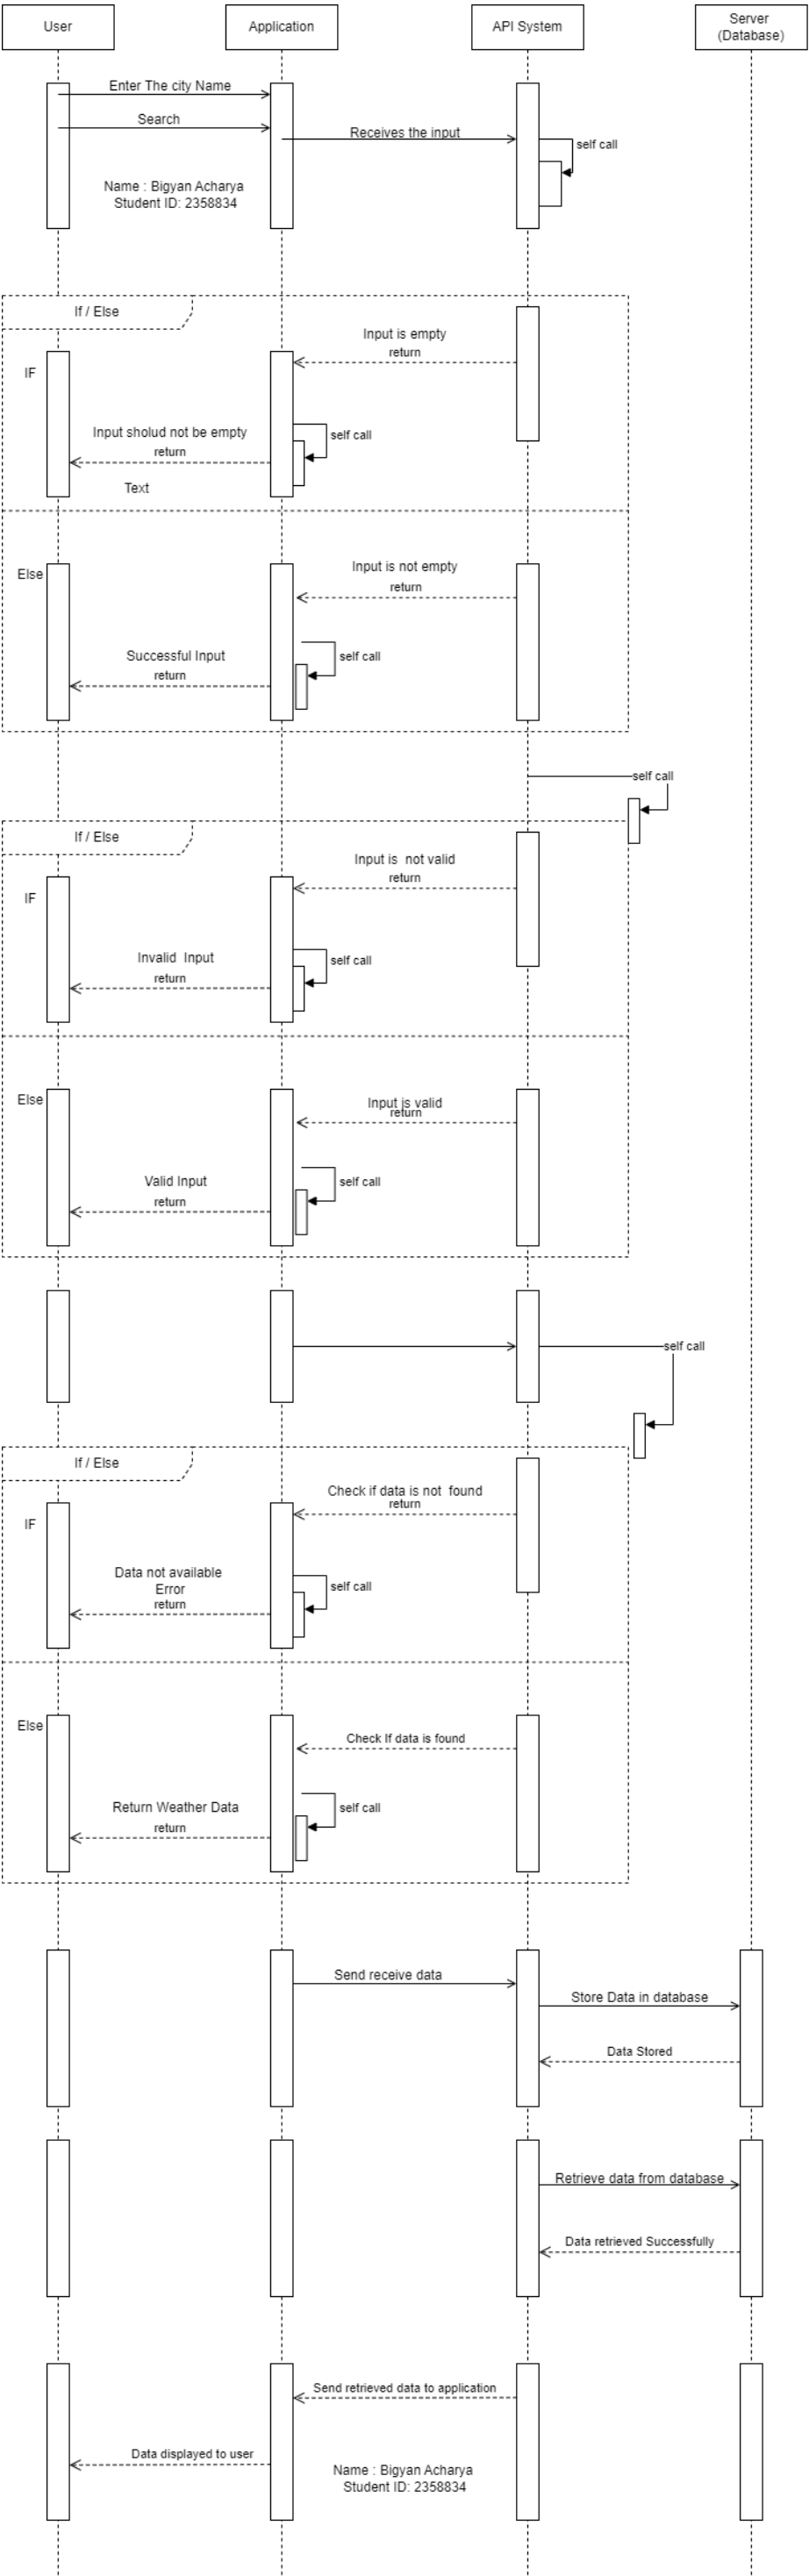 User
Application
API System
Server
(Database)
Enter The city Name
Search
Receives the input
self call
Name : Bigyan Acharya
Student ID: 2358834
If / Else
Input is empty
return
IF
Input sholud not be empty
return
self call
Text
Else
Input is not empty
return
Successful Input
return
self call
self call
If / Else
Input is  not valid
return
IF
Invalid  Input
return
self call
Else
Input is valid
return
Valid Input
return
self call
self call
If / Else
Check if data is not  found
return
IF
Data not available
Error
return
self call
Else
Check If data is found
Return Weather Data
return
self call
Send receive data
Store Data in database
Data Stored
Retrieve data from database
Data retrieved Successfully
Send retrieved data to application
Data displayed to user
Name : Bigyan Acharya
Student ID: 2358834